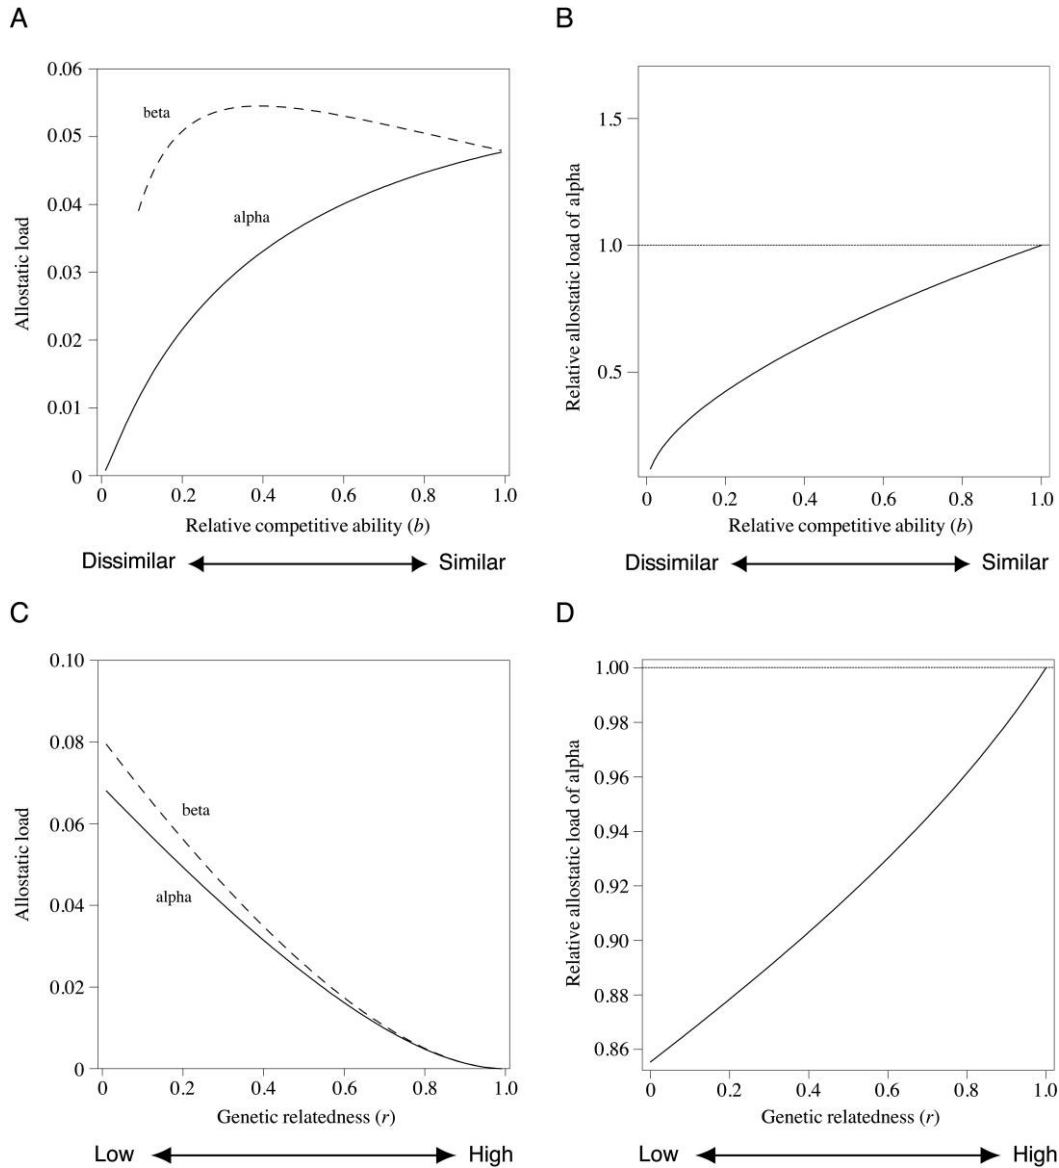 A
0.06
0.05
0.04
0.03
0.02
0.01
0
Allostatic load
beta
alpha
0 0.2 0.4 0.6 0.8 1.0
Relative competitive ability (b)
Dissimilar Similar
B
1.5
1.0
0.5
Relative allostatic load of alpha
0 0.2 0.4 0.6 0.8 1.0
Relative competitive ability (b)
Dissimilar Similar
C
0.10
0.08
0.06
0.04
0.02
0
Allostatic load
beta
alpha
0 0.2 0.4 0.6 0.8 1.0
Genetic relatedness (r)
Low High
D
1.00
0.98
0.96
0.94
0.92
0.90
0.88
0.86
Relative allostatic load of alpha
0 0.2 0.4 0.6 0.8 1.0
Genetic relatedness (r)
Low High